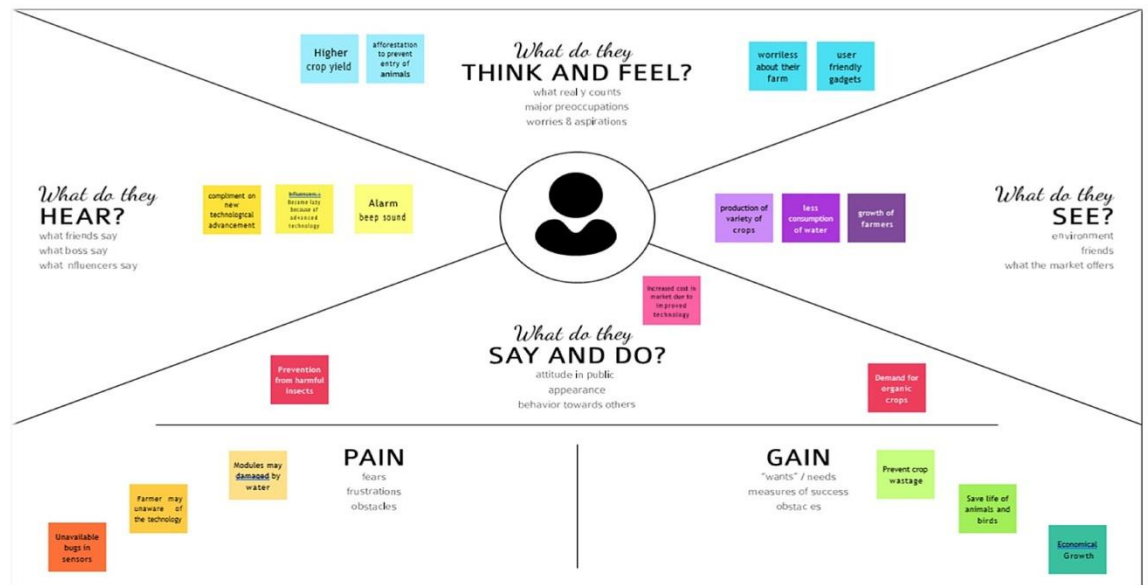 What do they
THINK AND FEEL?
what real y counts
major preoccupations
worries & aspirations
Higher
crop yield
afforestation
to prevent
entry of
animals
worriless
about their
farm
user
friendly
gadgets
What do they
HEAR?
what friends say
what boss say
what nfluencers say
compliment on
new
technological
advancement
Become lazy
because of
advanced
technology
Alarm
beep sound
production of
variety of
crops
less
consumption
of water
growth of
farmers
What do they
SEE?
environment
friends
what the market offers
Increased cost in
market due to
improved
technology
What do they
SAY AND DO?
attitude in public
appearance
behavior towards others
Prevention
from harmful
insects
Demand for
organic
crops
PAIN
fears
frustrations
obstacles
Modules may
damaged by
water
Farmer may
unaware of
the technology
Unavailable
bugs in
sensors
GAIN
"wants" / needs
measures of success
obstac es
Prevent crop
wastage
Save life of
animals and
birds
Economical
Growth